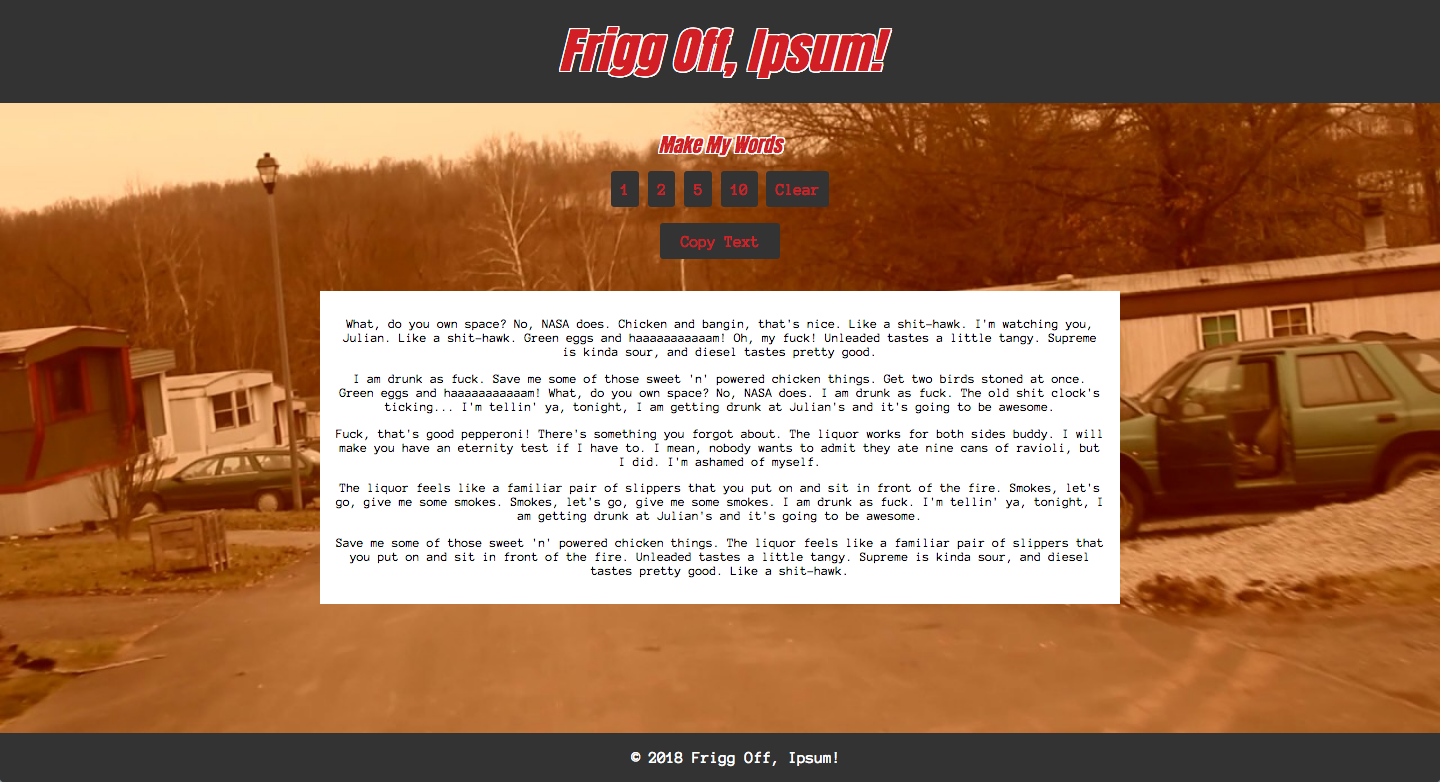 Frigg Off, Ipsum!
Make My Words
1 2 5 10 Clear
Copy Text
What, do you own space? No, NASA does. Chicken and bangin, that's nice. Like a shit-hawk. I'm watching you,
Julian. Like a shit-hawk. Green eggs and haaaaaaaaaaam! Oh, my fuck! Unleaded tastes a little tangy. Supreme
is kinda sour, and diesel tastes pretty good.
I am drunk as fuck. Save me some of those sweet 'n' powered chicken things. Get two birds stoned at once.
Green eggs and haaaaaaaaaaam! What, do you own space? No, NASA does. I am drunk as fuck. The old shit clock's
ticking... I'm tellin' ya, tonight, I am getting drunk at Julian's and it's going to be awesome.
Fuck, that's good pepperoni! There's something you forgot about. The liquor works for both sides buddy. I will
make you have an eternity test if I have to. I mean, nobody wants to admit they ate nine cans of ravioli, but
I did. I'm ashamed of myself.
The liquor feels like a familiar pair of slippers that you put on and sit in front of the fire. Smokes, let's
go, give me some smokes. Smokes, let's go, give me some smokes. I am drunk as fuck. I'm tellin' ya, tonight, I
am getting drunk at Julian's and it's going to be awesome.
Save me some of those sweet 'n' powered chicken things. The liquor feels like a familiar pair of slippers that
you put on and sit in front of the fire. Unleaded tastes a little tangy. Supreme is kinda sour, and diesel
tastes pretty good. Like a shit-hawk.
© 2018 Frigg Off, Ipsum!